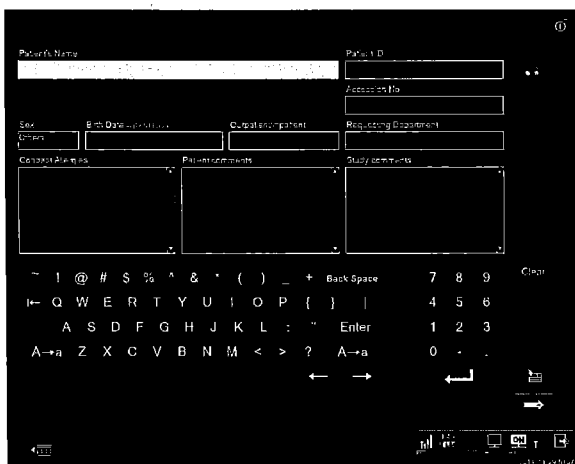 Patient's Name
Patient ID
Accession No
Sex
Birth Date
Outpatient/Inpatient
Requesting Department
Others
Contrast Allergies
Patient comments
Study comments
~ ! @ # $ % ^ & * ( ) _ + Back Space 7 8 9
Clear
Q W E R T Y U I O P { } | 4 5 6
A S D F G H J K L : " Enter 1 2 3
A→a Z X C V B N M < > ? A→a 0 - .
← →